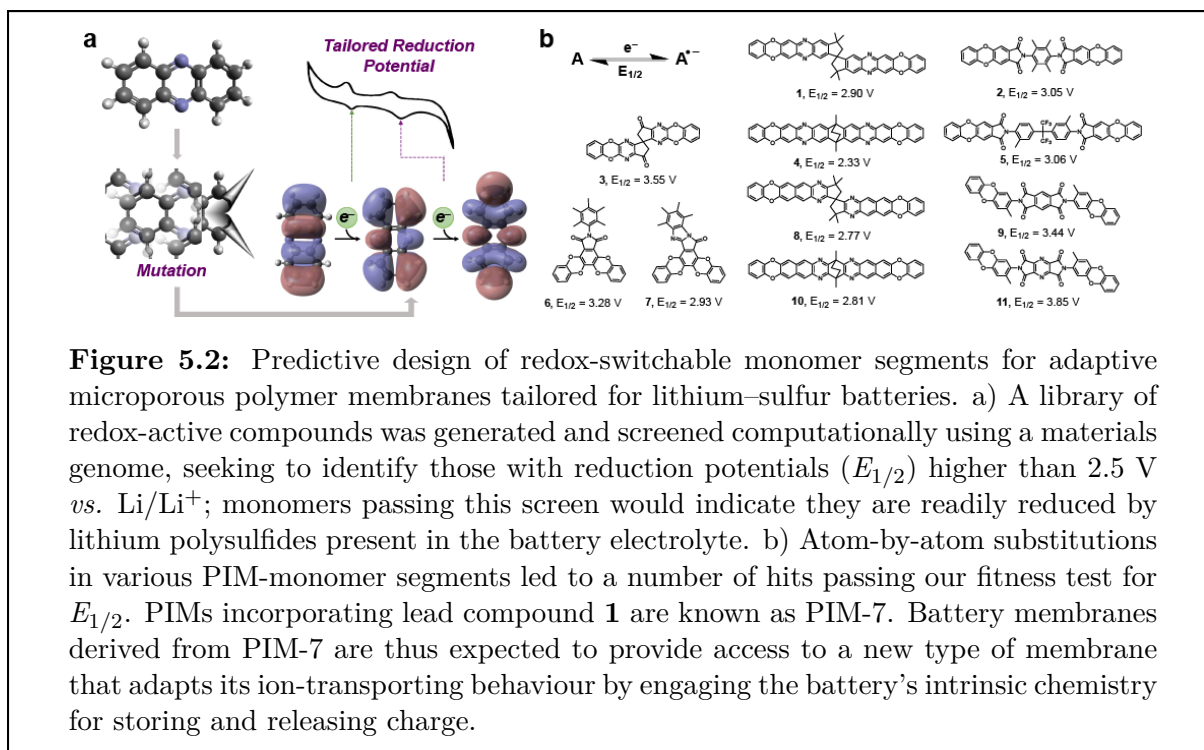 a
Tailored Reduction
Potential
Mutation
e⁻
e⁻
b
e⁻
A
A•−
E1/2
1, E1/2 = 2.90 V
2, E1/2 = 3.05 V
3, E1/2 = 3.55 V
4, E1/2 = 2.33 V
5, E1/2 = 3.06 V
6, E1/2 = 3.28 V
7, E1/2 = 2.93 V
8, E1/2 = 2.77 V
9, E1/2 = 3.44 V
10, E1/2 = 2.81 V
11, E1/2 = 3.85 V
Figure 5.2: Predictive design of redox-switchable monomer segments for adaptive
microporous polymer membranes tailored for lithium–sulfur batteries. a) A library of
redox-active compounds was generated and screened computationally using a materials
genome, seeking to identify those with reduction potentials (E1/2) higher than 2.5 V
vs. Li/Li+; monomers passing this screen would indicate they are readily reduced by
lithium polysulfides present in the battery electrolyte. b) Atom-by-atom substitutions
in various PIM-monomer segments led to a number of hits passing our fitness test for
E1/2. PIMs incorporating lead compound 1 are known as PIM-7. Battery membranes
derived from PIM-7 are thus expected to provide access to a new type of membrane
that adapts its ion-transporting behaviour by engaging the battery's intrinsic chemistry
for storing and releasing charge.